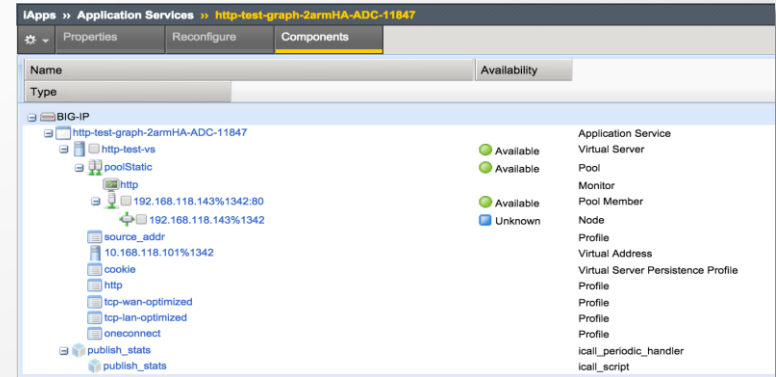 iApps » Application Services » http-test-graph-2armHA-ADC-11847
Properties Reconfigure Components
Name Availability
Type
BIG-IP
http-test-graph-2armHA-ADC-11847 Application Service
http-test-vs Available Virtual Server
poolStatic Available Pool
http Monitor
192.168.118.143%1342:80 Available Pool Member
192.168.118.143%1342 Unknown Node
source_addr Profile
10.168.118.101%1342 Virtual Address
cookie Virtual Server Persistence Profile
http Profile
tcp-wan-optimized Profile
tcp-lan-optimized Profile
oneconnect Profile
publish_stats icall_periodic_handler
publish_stats icall_script